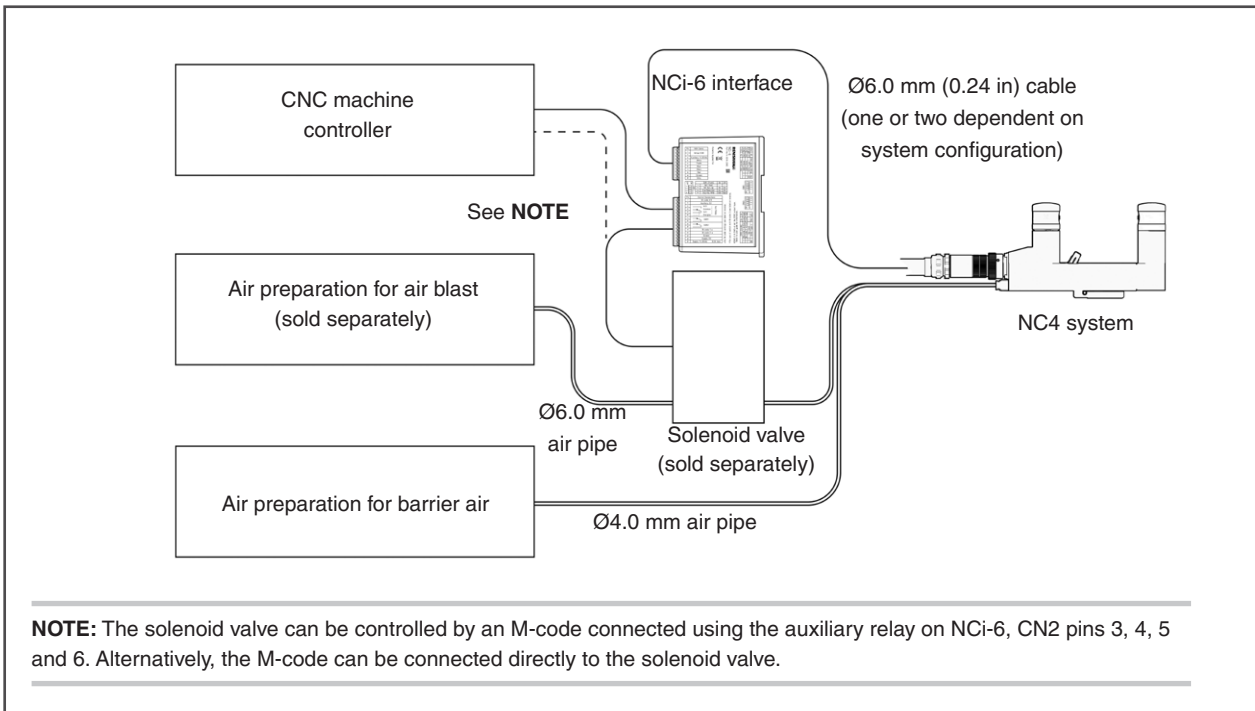 CNC machine
controller
NCi-6 interface
Ø6.0 mm (0.24 in) cable
(one or two dependent on
system configuration)
See NOTE
Air preparation for air blast
(sold separately)
NC4 system
Ø6.0 mm
air pipe
Solenoid valve
(sold separately)
Air preparation for barrier air
Ø4.0 mm air pipe
NOTE: The solenoid valve can be controlled by an M-code connected using the auxiliary relay on NCi-6, CN2 pins 3, 4, 5
and 6. Alternatively, the M-code can be connected directly to the solenoid valve.